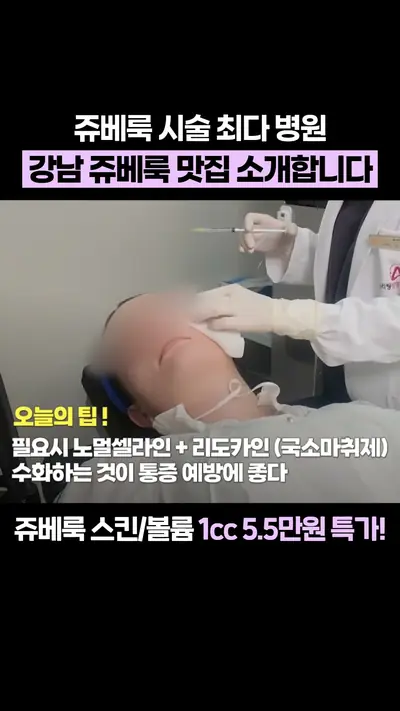 쥬베룩 시술 최다 병원
강남 쥬베룩 맛집 소개합니다
오늘의 팁 !
필요시 노멀셀라인 + 리도카인 (국소마취제)
수화하는 것이 통증 예방에 좋다
쥬베룩 스킨/볼륨 1cc 5.5만원 특가!